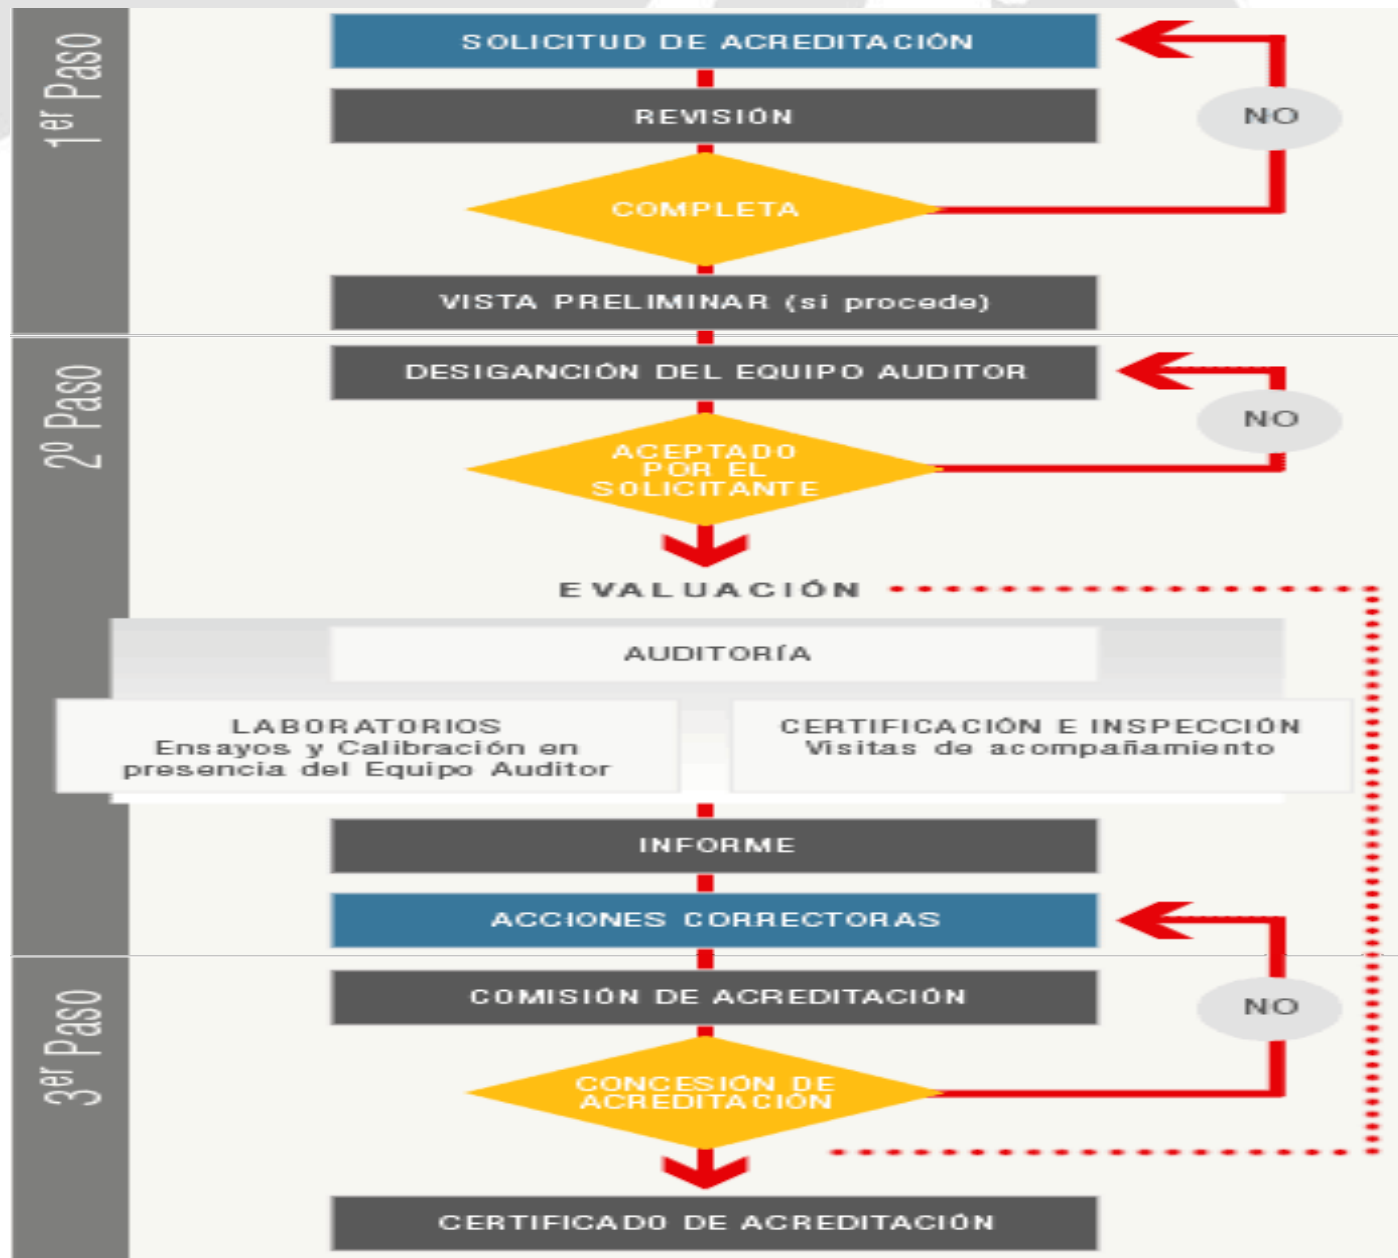 1er Paso
SOLICITUD DE ACREDITACIÓN
REVISIÓN
NO
COMPLETA
VISTA PRELIMINAR (si procede)
2º Paso
DESIGANCIÓN DEL EQUIPO AUDITOR
NO
ACEPTADO
POR EL
SOLICITANTE
EVALUACIÓN
AUDITORÍA
LABORATORIOS
Ensayos y Calibración en
presencia del Equipo Auditor
CERTIFICACIÓN E INSPECCIÓN
Visitas de acompañamiento
INFORME
ACCIONES CORRECTORAS
3er Paso
COMISIÓN DE ACREDITACIÓN
NO
CONCESIÓN DE
ACREDITACIÓN
CERTIFICADO DE ACREDITACIÓN